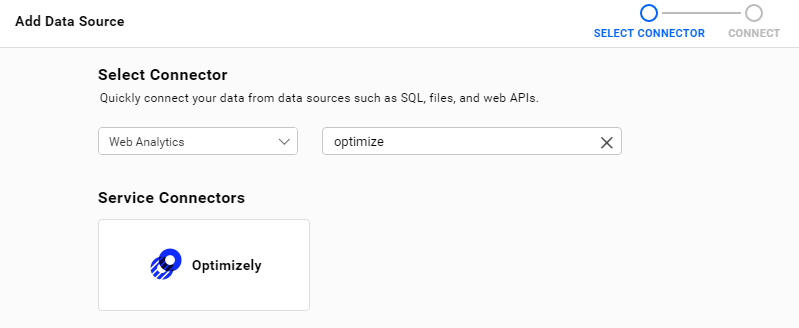 Add Data Source
SELECT CONNECTOR
CONNECT
Select Connector
Quickly connect your data from data sources such as SQL, files, and web APIs.
Web Analytics
optimize
Service Connectors
Optimizely